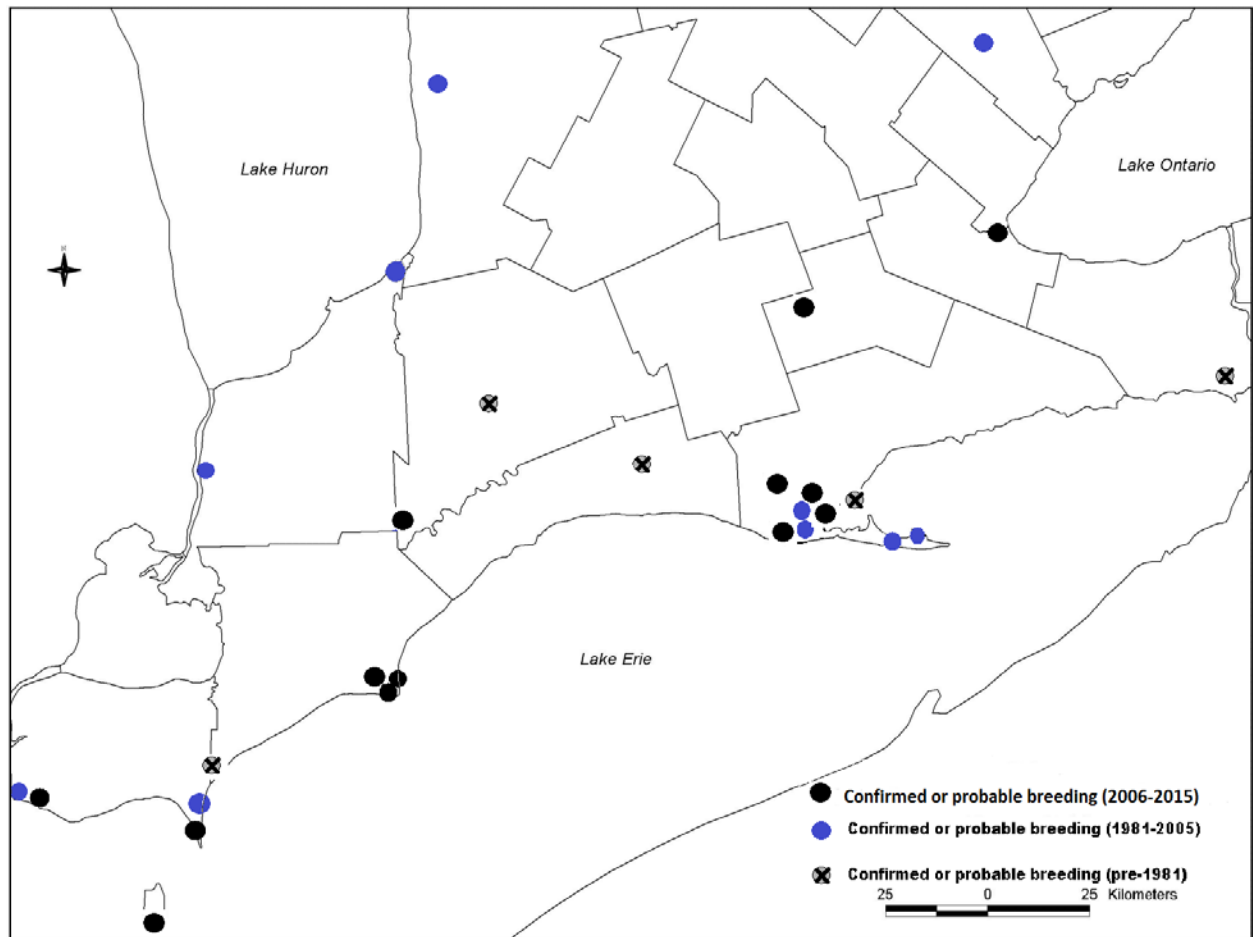 Lake Huron
Lake Ontario
Lake Erie
Confirmed or probable breeding (2006-2015)
Confirmed or probable breeding (1981-2005)
Confirmed or probable breeding (pre-1981)
25 0 25 Kilometers